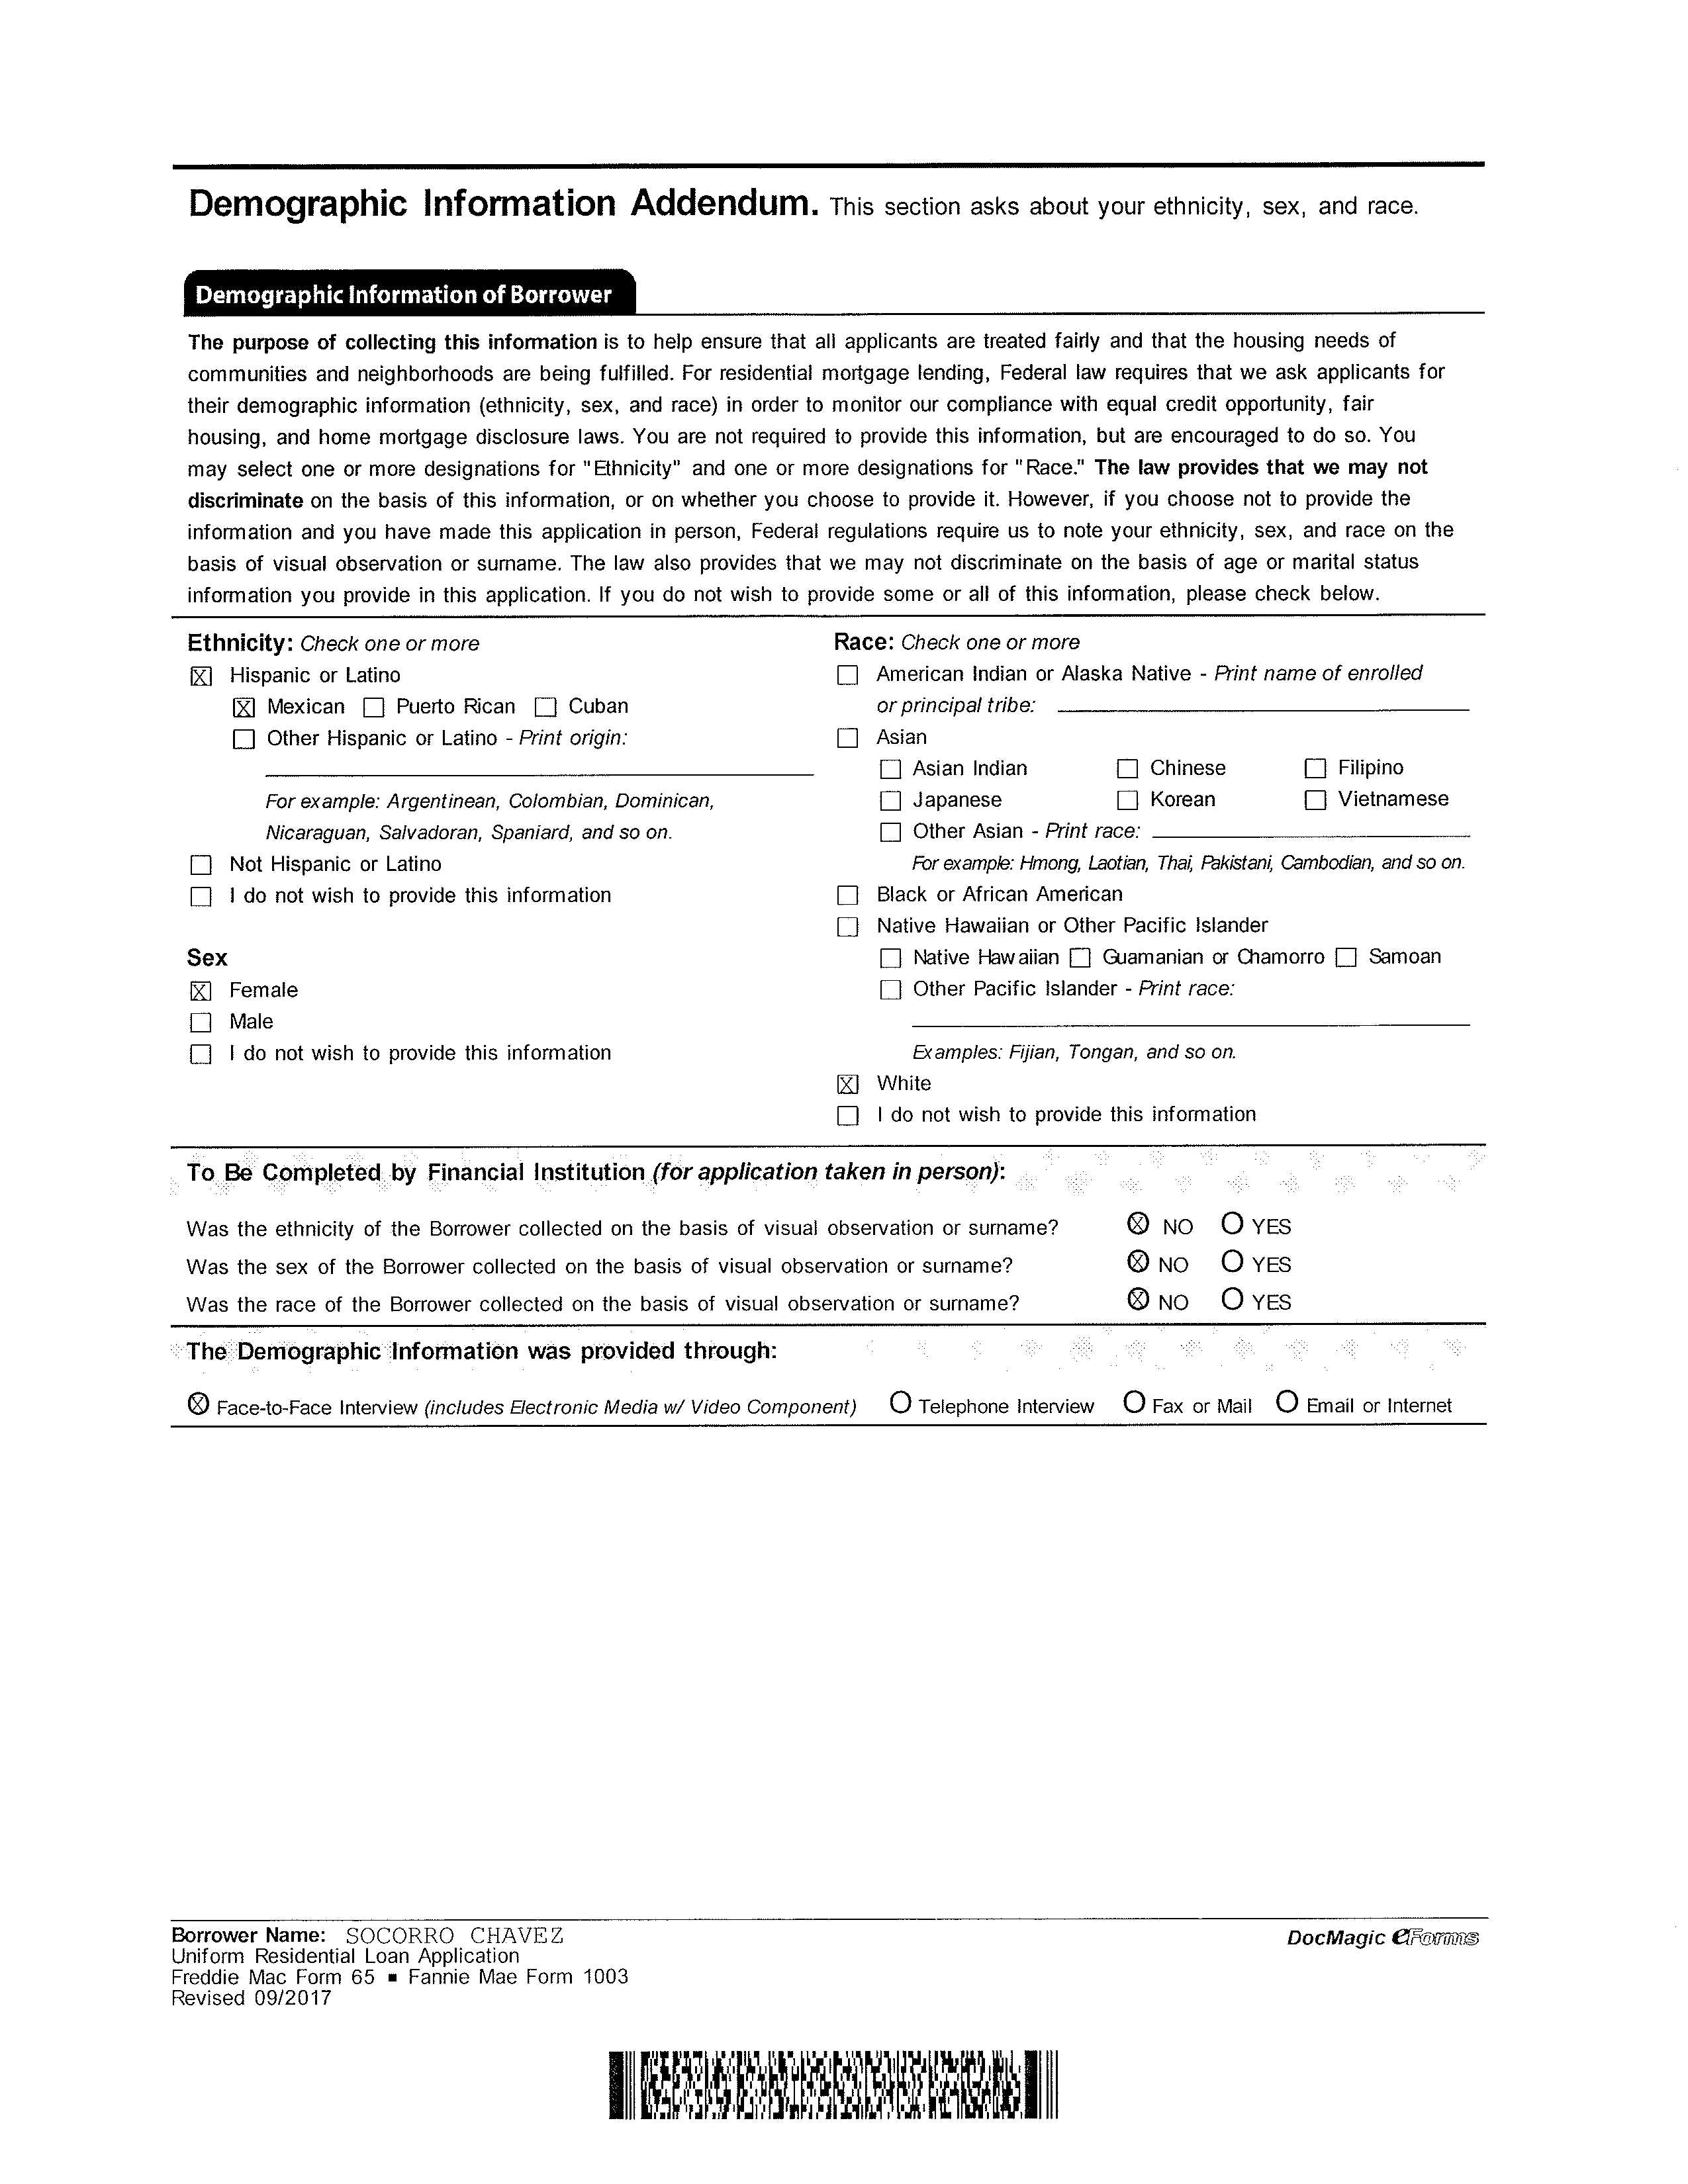 Demographic Information Addendum. This section asks about your ethnicity, sex, and race.
Demographic Information of Borrower
The purpose of collecting this information is to help ensure that all applicants are treated fairly and that the housing needs of
communities and neighborhoods are being fulfilled. For residential mortgage lending, Federal law requires that we ask applicants for
their demographic information (ethnicity, sex, and race) in order to monitor our compliance with equal credit opportunity, fair
housing, and home mortgage disclosure laws. You are not required to provide this information, but are encouraged to do so. You
may select one or more designations for "Ethnicity" and one or more designations for "Race." The law provides that we may not
discriminate on the basis of this information, or on whether you choose to provide it. However, if you choose not to provide the
information and you have made this application in person, Federal regulations require us to note your ethnicity, sex, and race on the
basis of visual observation or surname. The law also provides that we may not discriminate on the basis of age or marital status
information you provide in this application. If you do not wish to provide some or all of this information, please check below.
Ethnicity: Check one or more
[X] Hispanic or Latino
[X] Mexican [ ] Puerto Rican [ ] Cuban
[ ] Other Hispanic or Latino - Print origin:
For example: Argentinean, Colombian, Dominican,
Nicaraguan, Salvadoran, Spaniard, and so on.
[ ] Not Hispanic or Latino
[ ] I do not wish to provide this information
Sex
[X] Female
[ ] Male
[ ] I do not wish to provide this information
Race: Check one or more
[ ] American Indian or Alaska Native - Print name of enrolled
or principal tribe:
[ ] Asian
[ ] Asian Indian [ ] Chinese [ ] Filipino
[ ] Japanese [ ] Korean [ ] Vietnamese
[ ] Other Asian - Print race:
For example: Hmong, Laotian, Thai, Pakistani, Cambodian, and so on.
[ ] Black or African American
[ ] Native Hawaiian or Other Pacific Islander
[ ] Native Hawaiian [ ] Guamanian or Chamorro [ ] Samoan
[ ] Other Pacific Islander - Print race:
Examples: Fijian, Tongan, and so on.
[X] White
[ ] I do not wish to provide this information
To Be Completed by Financial Institution (for application taken in person):
Was the ethnicity of the Borrower collected on the basis of visual observation or surname? (X) NO ( ) YES
Was the sex of the Borrower collected on the basis of visual observation or surname? (X) NO ( ) YES
Was the race of the Borrower collected on the basis of visual observation or surname? (X) NO ( ) YES
The Demographic Information was provided through:
(X) Face-to-Face Interview (includes Electronic Media w/ Video Component) ( ) Telephone Interview ( ) Fax or Mail ( ) Email or Internet
Borrower Name: SOCORRO CHAVEZ
Uniform Residential Loan Application
Freddie Mac Form 65 ▪ Fannie Mae Form 1003
Revised 09/2017
DocMagic eForms